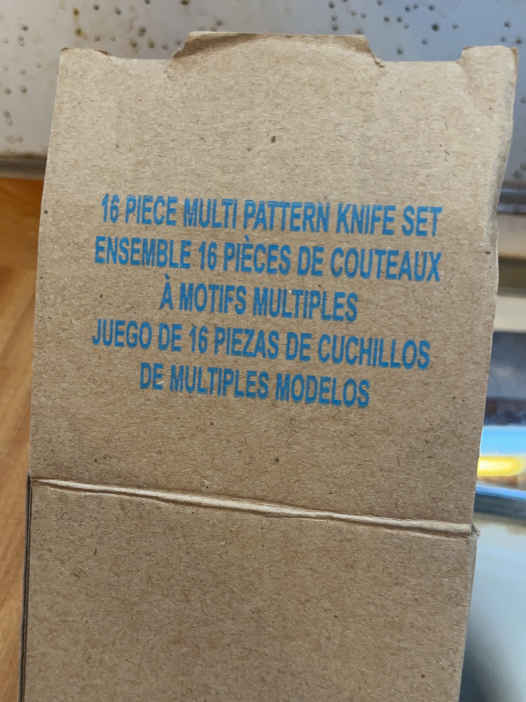 16 PIECE MULTI PATTERN KNIFE SET
ENSEMBLE 16 PIÈCES DE COUTEAUX
À MOTIFS MULTIPLES
JUEGO DE 16 PIEZAS DE CUCHILLOS
DE MULTIPLES MODELOS